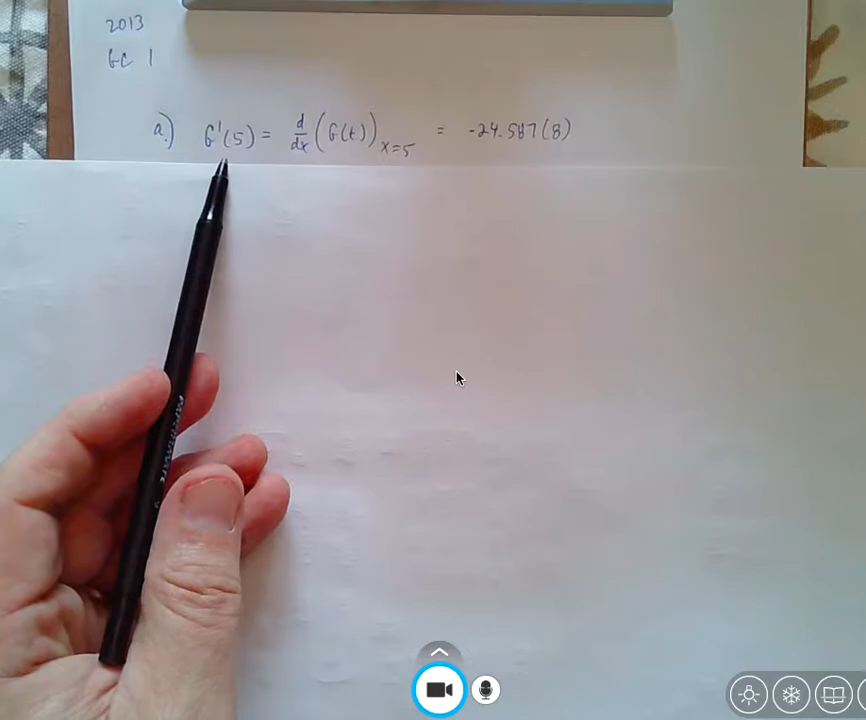 2013
GC 1
a.) G'(5) = d/dx (G(t))_{x=5} = -24.587(8)